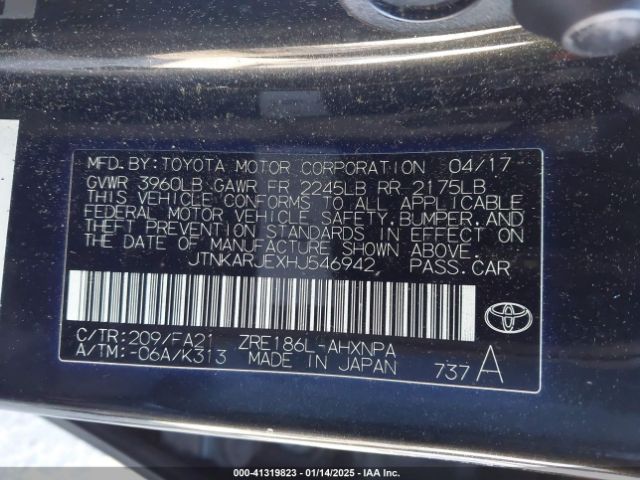 MFD.BY:TOYOTA MOTOR CORPORATION 04/17
GVWR 3960LB GAWR FR 2245LB RR 2175LB
THIS VEHICLE CONFORMS TO ALL APPLICABLE
FEDERAL MOTOR VEHICLE SAFETY, BUMPER, AND
THEFT PREVENTION STANDARDS IN EFFECT ON
THE DATE OF MANUFACTURE SHOWN ABOVE.
JTNKARJEXHJ546942, PASS.CAR
C/TR:209/FA21 ZRE186L-AHXNPA
A/TM:-06A/K313 MADE IN JAPAN
737 A
000-41319823 - 01/14/2025 - IAA Inc.